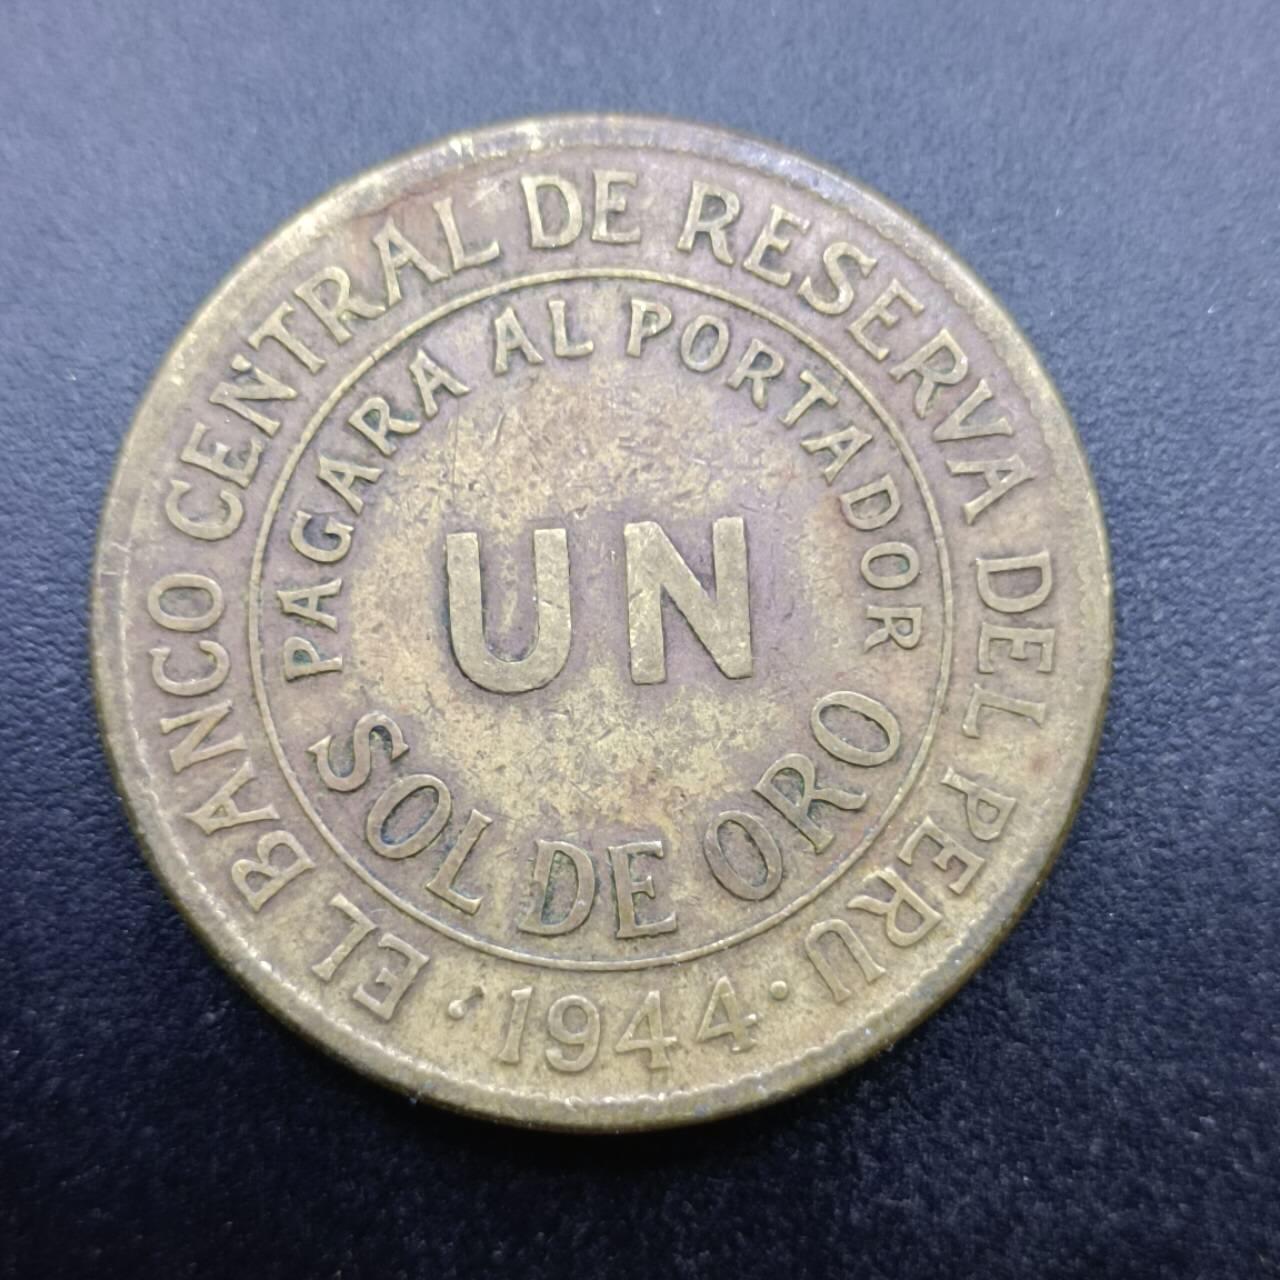 EL BANCO CENTRAL DE RESERVA DEL PERU
PAGARA AL PORTADOR
UN
SOL DE ORO
· 1944 ·